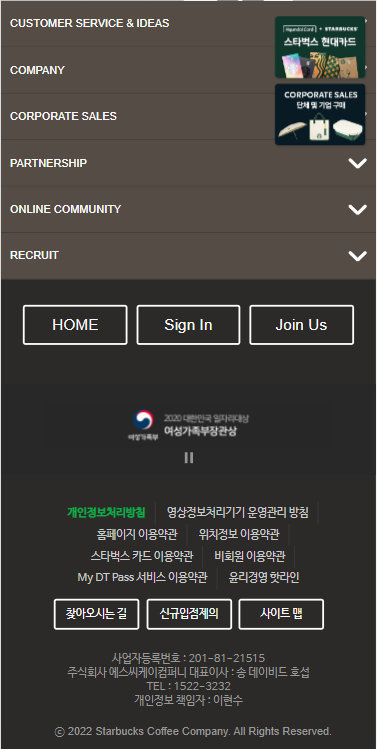 CUSTOMER SERVICE & IDEAS
Hyundai Card + STARBUCKS
스타벅스 현대카드
COMPANY
CORPORATE SALES
단체 및 기업 구매
CORPORATE SALES
PARTNERSHIP
ONLINE COMMUNITY
RECRUIT
HOME Sign In Join Us
2020 대한민국 일자리대상
여성가족부 여성가족부장관상
개인정보처리방침 영상정보처리기기 운영관리 방침
홈페이지 이용약관 위치정보 이용약관
스타벅스 카드 이용약관 비회원 이용약관
My DT Pass 서비스 이용약관 윤리경영 핫라인
찾아오시는 길 신규입점제의 사이트 맵
사업자등록번호 : 201-81-21515
주식회사 에스씨케이컴퍼니 대표이사 : 송 데이비드 호섭
TEL : 1522-3232
개인정보 책임자 : 이현수
ⓒ 2022 Starbucks Coffee Company. All Rights Reserved.